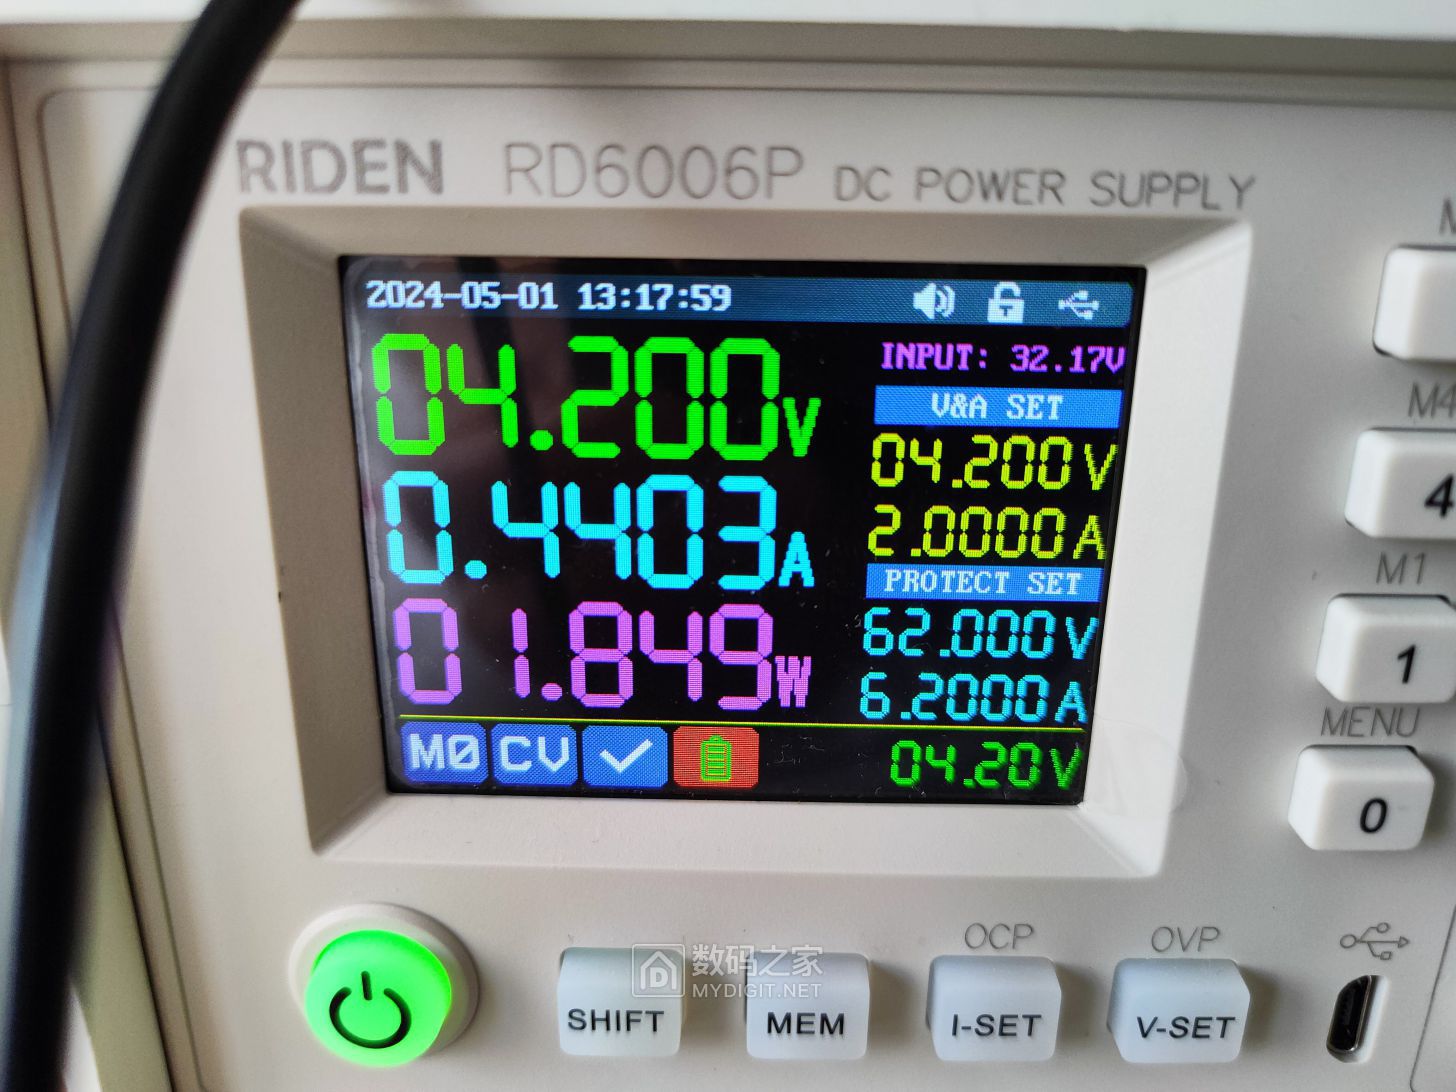 RIDEN RD6006P DC POWER SUPPLY
2024-05-01 13:17:59
INPUT: 32.17V
04.200V
V&A SET
04.200V
0.4403A
2.0000A
PROTECT SET
01.849W
62.000V
6.2000A
M0 CV 04.20V
M4
4
M1
1
MENU
0
OCP OVP
SHIFT MEM I-SET V-SET
数码之家
MYDIGIT.NET